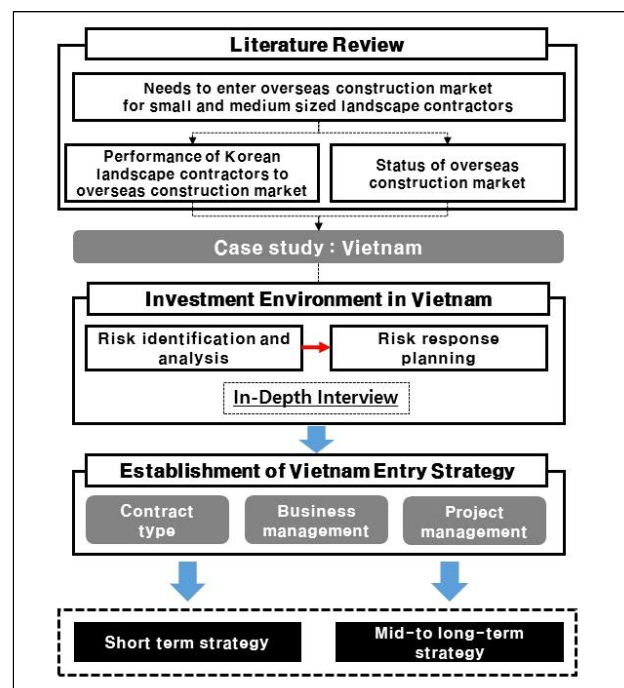 Literature Review
Needs to enter overseas construction market
for small and medium sized landscape contractors
Performance of Korean
landscape contractors to
overseas construction market
Status of overseas
construction market
Case study : Vietnam
Investment Environment in Vietnam
Risk identification and
analysis
Risk response
planning
In-Depth Interview
Establishment of Vietnam Entry Strategy
Contract
type
Business
management
Project
management
Short term strategy
Mid-to long-term
strategy